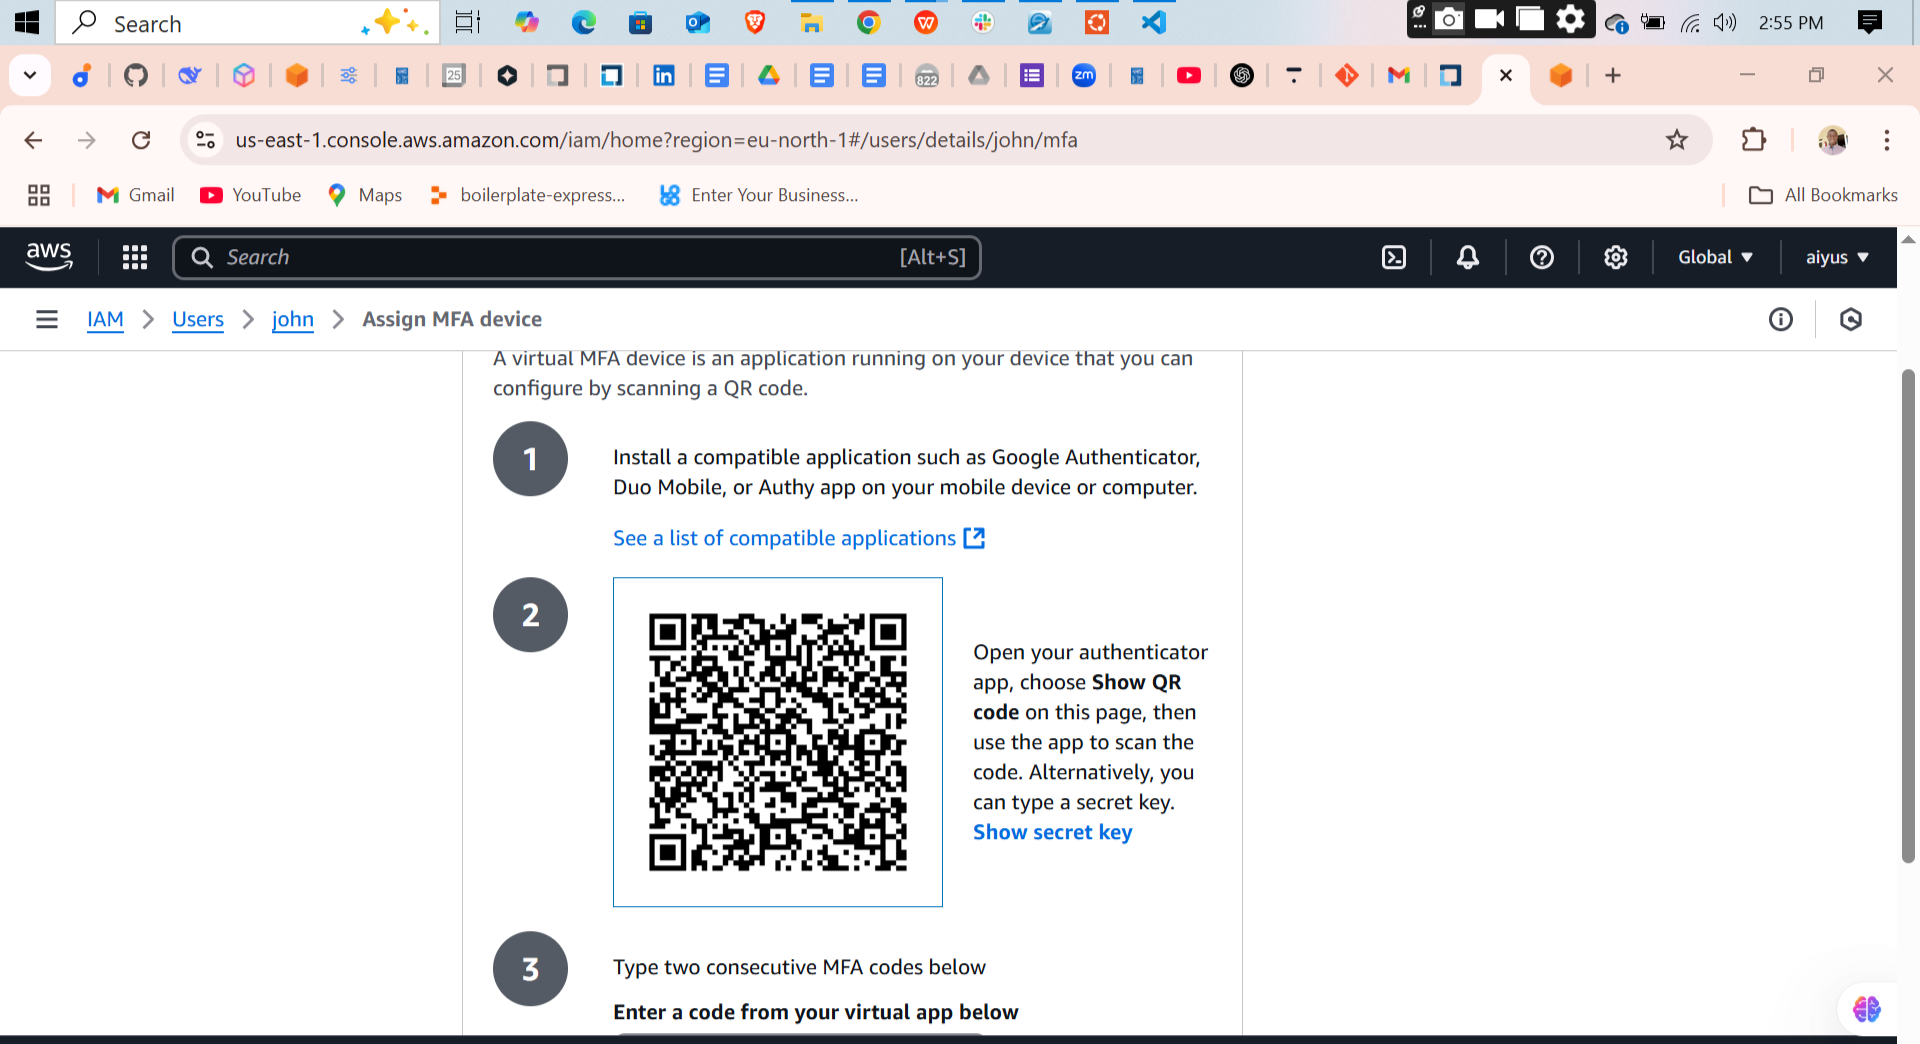 Search
2:55 PM
25
822
zm
us-east-1.console.aws.amazon.com/iam/home?region=eu-north-1#/users/details/john/mfa
Gmail
YouTube
Maps
boilerplate-express...
Enter Your Business...
All Bookmarks
aws
Search
[Alt+S]
Global
aiyus
IAM
Users
john
Assign MFA device
A virtual MFA device is an application running on your device that you can
configure by scanning a QR code.
1
Install a compatible application such as Google Authenticator,
Duo Mobile, or Authy app on your mobile device or computer.
See a list of compatible applications
2
Open your authenticator
app, choose Show QR
code on this page, then
use the app to scan the
code. Alternatively, you
can type a secret key.
Show secret key
3
Type two consecutive MFA codes below
Enter a code from your virtual app below